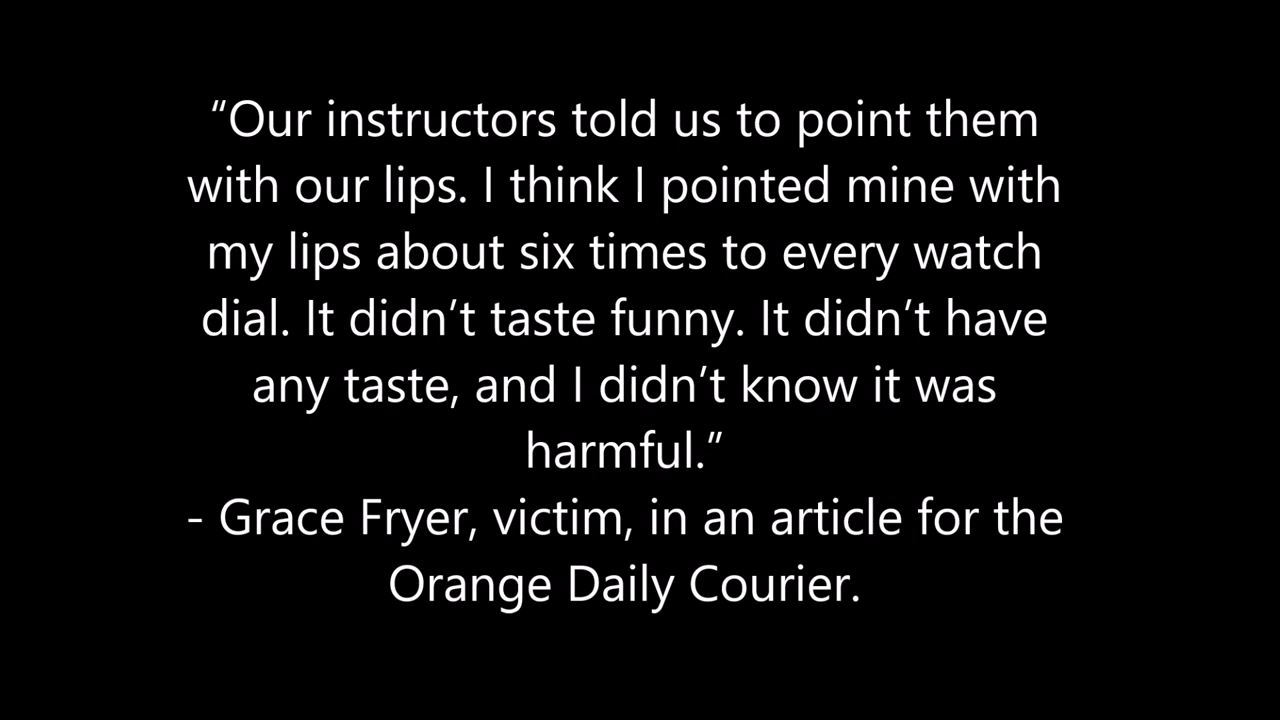 “Our instructors told us to point them
with our lips. I think I pointed mine with
my lips about six times to every watch
dial. It didn’t taste funny. It didn’t have
any taste, and I didn’t know it was
harmful.”
- Grace Fryer, victim, in an article for the
Orange Daily Courier.